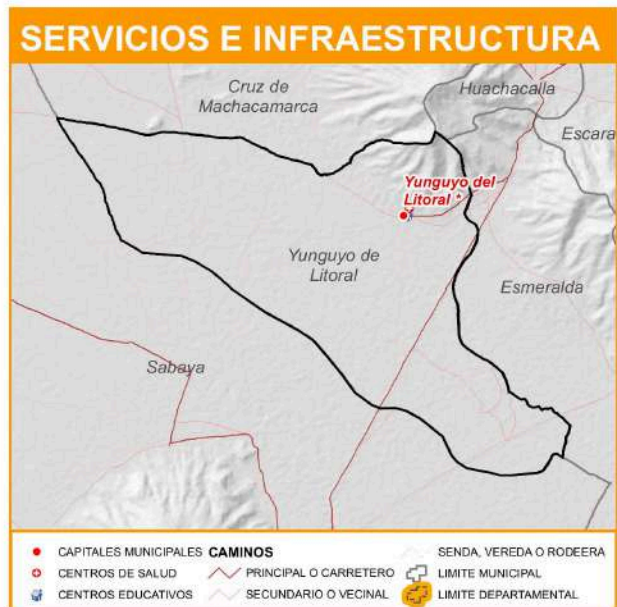 SERVICIOS E INFRAESTRUCTURA
Cruz de
Machacamarca
Huachacalla
Escara
Yunguyo del
Litoral *
Yunguyo de
Litoral
Esmeralda
Sabaya
CAPITALES MUNICIPALES
CENTROS DE SALUD
CENTROS EDUCATIVOS
CAMINOS
PRINCIPAL O CARRETERO
SECUNDARIO O VECINAL
SENDA, VEREDA O RODEERA
LIMITE MUNICIPAL
LIMITE DEPARTAMENTAL